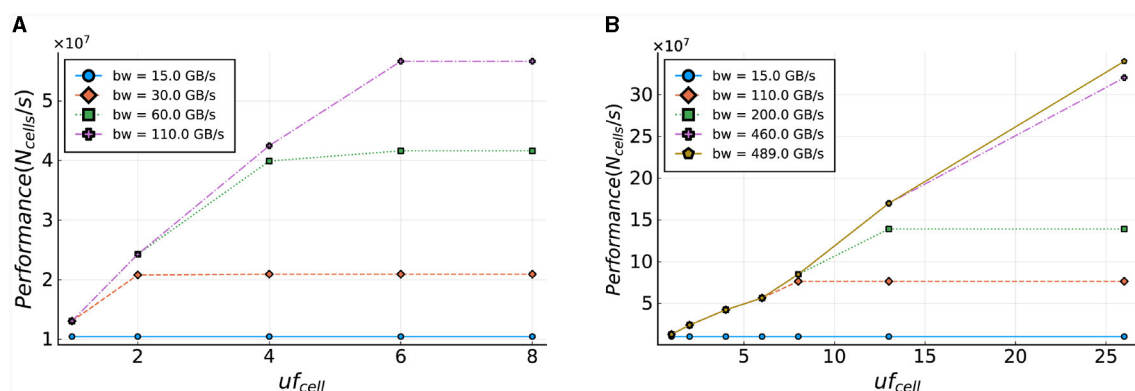 A
×10⁷
bw = 15.0 GB/s
bw = 30.0 GB/s
bw = 60.0 GB/s
bw = 110.0 GB/s
Performance(N_cells/s)
5
4
3
2
1
2 4 6 8
uf_cell
B
×10⁷
bw = 15.0 GB/s
bw = 110.0 GB/s
bw = 200.0 GB/s
bw = 460.0 GB/s
bw = 489.0 GB/s
Performance(N_cells/s)
30
25
20
15
10
5
5 10 15 20 25
uf_cell